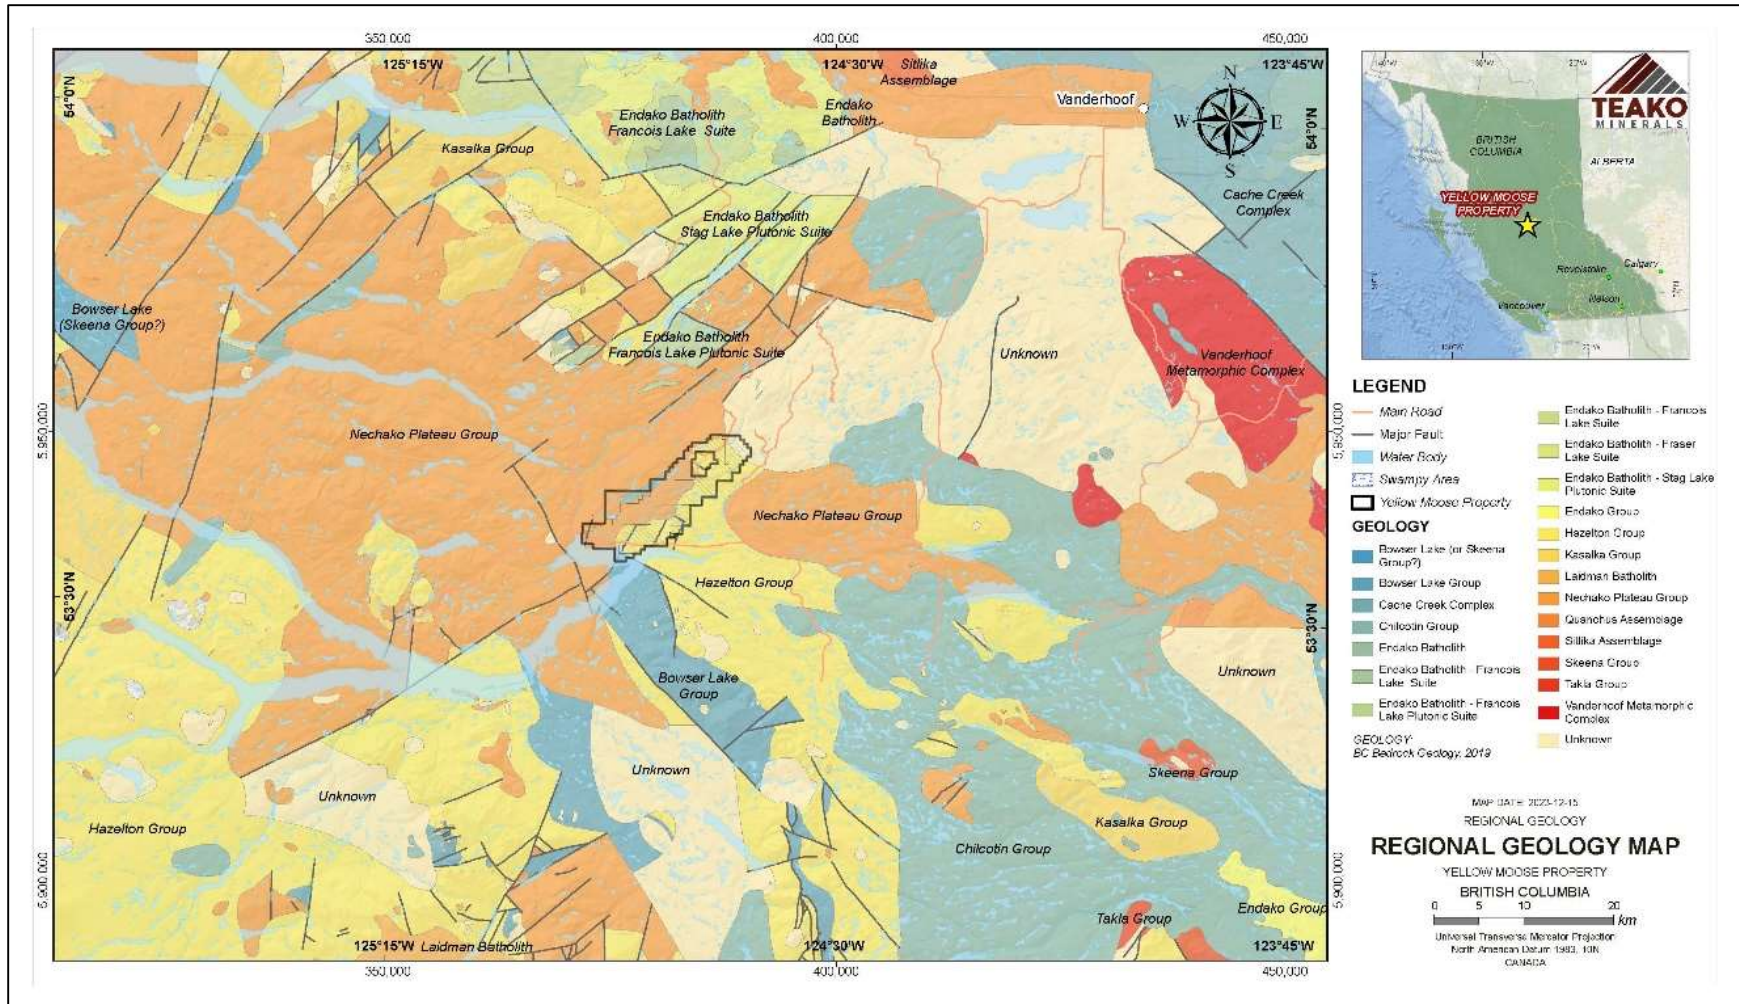 350,000
400,000
450,000
125°15'W
124°30'W
123°45'W
54°0'N
54°0'N
Sitlika
Assemblage
Vanderhoof
N
W
E
S
Endako Batholith
Francois Lake Suite
Endako
Batholith
Kasalka Group
Cache Creek
Complex
Endako Batholith
Stag Lake Plutonic Suite
Bowser Lake
(Skeena Group?)
Endako Batholith
Francois Lake Plutonic Suite
Unknown
Vanderhoof
Metamorphic Complex
5,950,000
5,950,000
Nechako Plateau Group
Nechako Plateau Group
Hazelton Group
53°30'N
53°30'N
Bowser Lake
Group
Unknown
Unknown
Skeena Group
Unknown
Hazelton Group
Kasalka Group
Chilcotin Group
5,900,000
5,900,000
Endako Group
Takla Group
Laidman Batholith
125°15'W
124°30'W
123°45'W
350,000
400,000
450,000
TEAKO
MINERALS
BRITISH
COLUMBIA
ALBERTA
YELLOW MOOSE
PROPERTY
Revelstoke
Calgary
Vancouver
Nelson
LEGEND
Main Road
Major Fault
Water Body
Swampy Area
Yellow Moose Property
GEOLOGY
Bowser Lake (or Skeena
Group?)
Bowser Lake Group
Cache Creek Complex
Chilcotin Group
Endako Batholith
Endako Batholith - Francois
Lake Suite
Endako Batholith - Francois
Lake Plutonic Suite
Endako Batholith - Francois
Lake Suite
Endako Batholith - Fraser
Lake Suite
Endako Batholith - Stag Lake
Plutonic Suite
Endako Group
Hazelton Group
Kasalka Group
Laidman Batholith
Nechako Plateau Group
Quanchus Assemblage
Sitlika Assemblage
Skeena Group
Takla Group
Vanderhoof Metamorphic
Complex
Unknown
GEOLOGY:
BC Bedrock Geology, 2019
MAP DATE: 2023-12-15
REGIONAL GEOLOGY
REGIONAL GEOLOGY MAP
YELLOW MOOSE PROPERTY
BRITISH COLUMBIA
0 5 10 20
km
Universal Transverse Mercator Projection
North American Datum 1983, 10N
CANADA